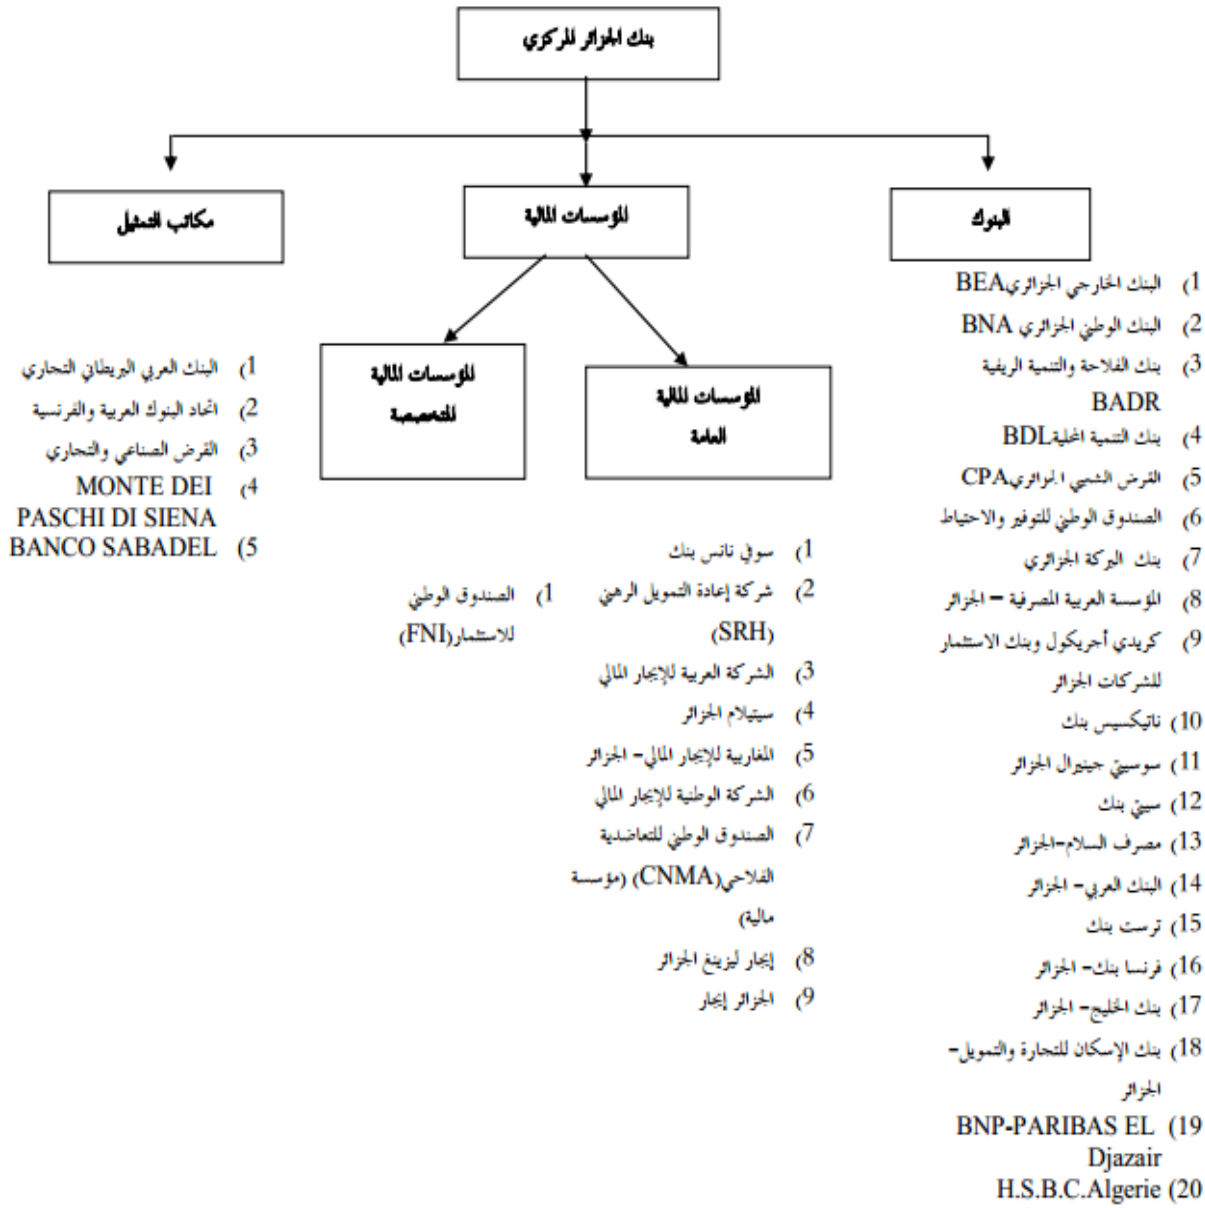 بنك الجزائر المركزي
البنوك
المؤسسات المالية
مكاتب التمثيل
1) البنك الخارجي الجزائريBEA
2) البنك الوطني الجزائري BNA
3) بنك الفلاحة والتنمية الريفية
BADR
4) بنك التنمية المحليةBDL
5) القرض الشعبي الجزائريCPA
6) الصندوق الوطني للتوفير والاحتياط
7) بنك البركة الجزائري
8) المؤسسة العربية المصرفية – الجزائر
9) كريدي أجريكول وبنك الاستثمار
للشركات الجزائر
10) ناتيكسيس بنك
11) سوسيتي جينيرال الجزائر
12) سيتي بنك
13) مصرف السلام-الجزائر
14) البنك العربي- الجزائر
15) ترست بنك
16) فرنسا بنك- الجزائر
17) بنك الخليج- الجزائر
18) بنك الإسكان للتجارة والتمويل-
الجزائر
19) BNP-PARIBAS EL
Djazair
20) H.S.B.C.Algerie
المؤسسات المالية
العامة
1) سوفي نانس بنك
2) شركة إعادة التمويل الرهني
(SRH)
3) الشركة العربية للإيجار المالي
4) سيتيلام الجزائر
5) المغاربية للإيجار المالي- الجزائر
6) الشركة الوطنية للإيجار المالي
7) الصندوق الوطني للتعاضدية
الفلاحي(CNMA) (مؤسسة
مالية)
8) إيجار ليزينغ الجزائر
9) الجزائر إيجار
المؤسسات المالية
المتخصصة
1) الصندوق الوطني
للاستثمار(FNI)
1) البنك العربي البريطاني التجاري
2) اتحاد البنوك العربية والفرنسية
3) القرض الصناعي والتجاري
4) MONTE DEI
PASCHI DI SIENA
5) BANCO SABADEL